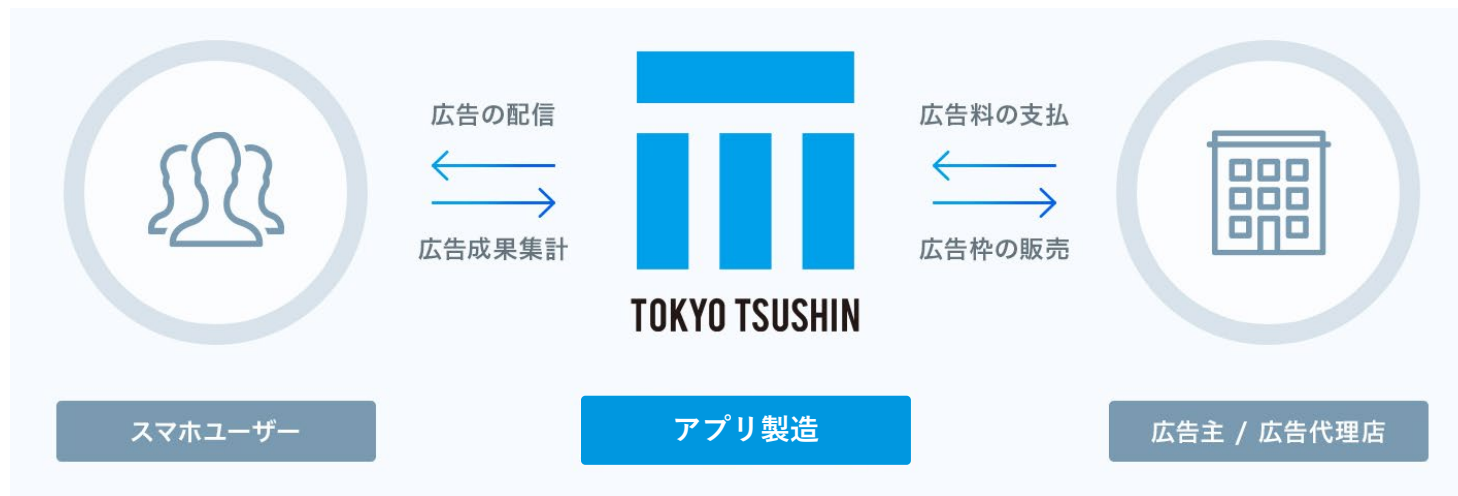 広告の配信
広告料の支払
広告成果集計
広告枠の販売
TOKYO TSUSHIN
スマホユーザー
アプリ製造
広告主 / 広告代理店